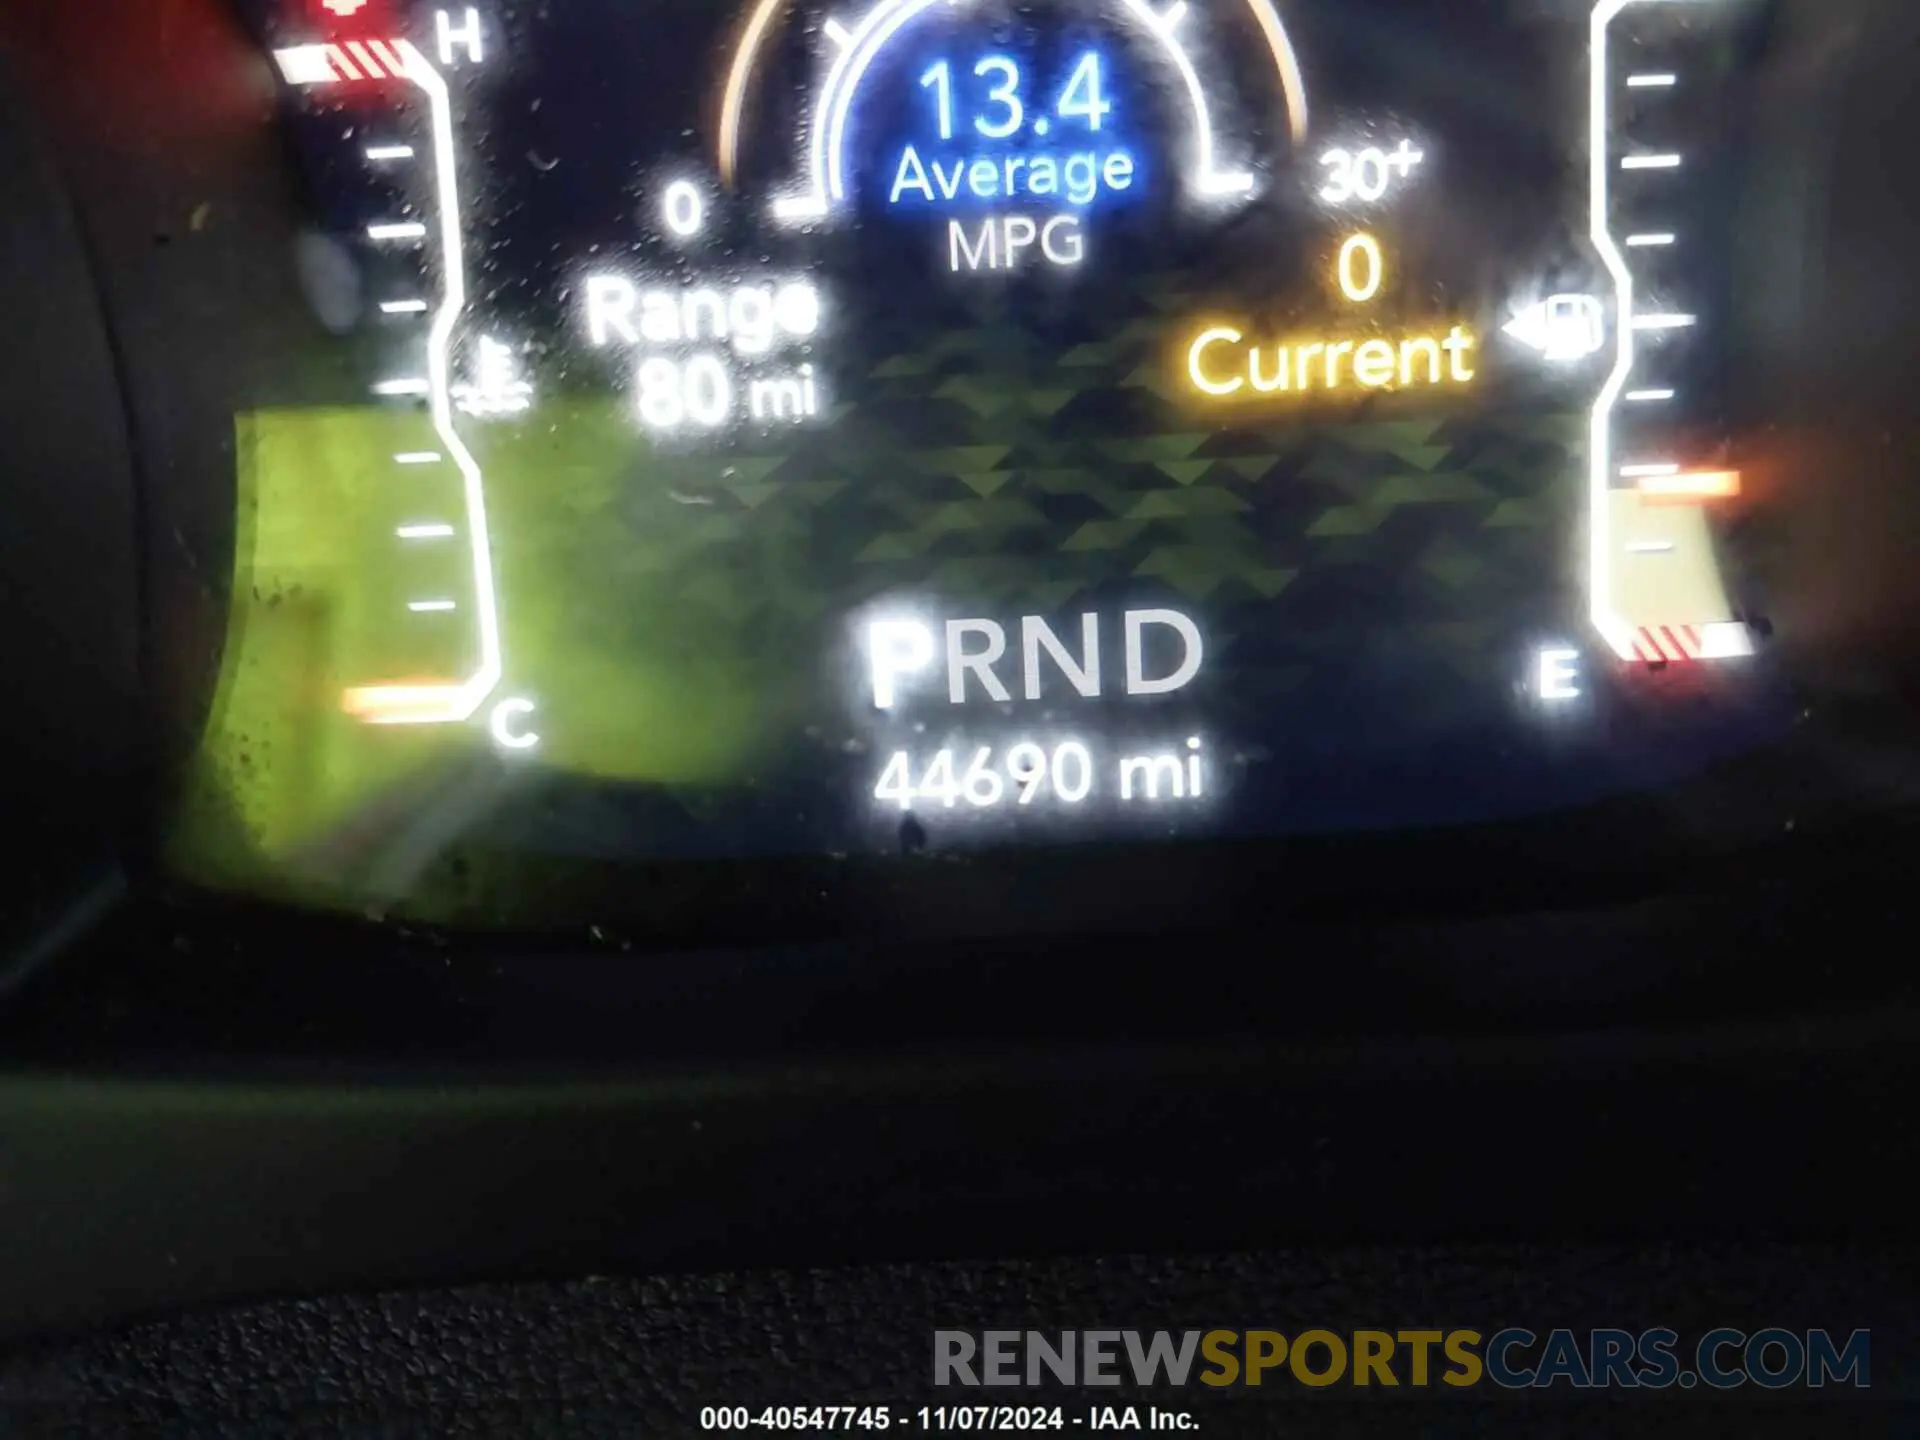 H
13.4
Average
MPG
0
30+
Range
80 mi
0
Current
PRND
E
C
44690 mi
RENEWSPORTSCARS.COM
000-40547745 - 11/07/2024 - IAA Inc.